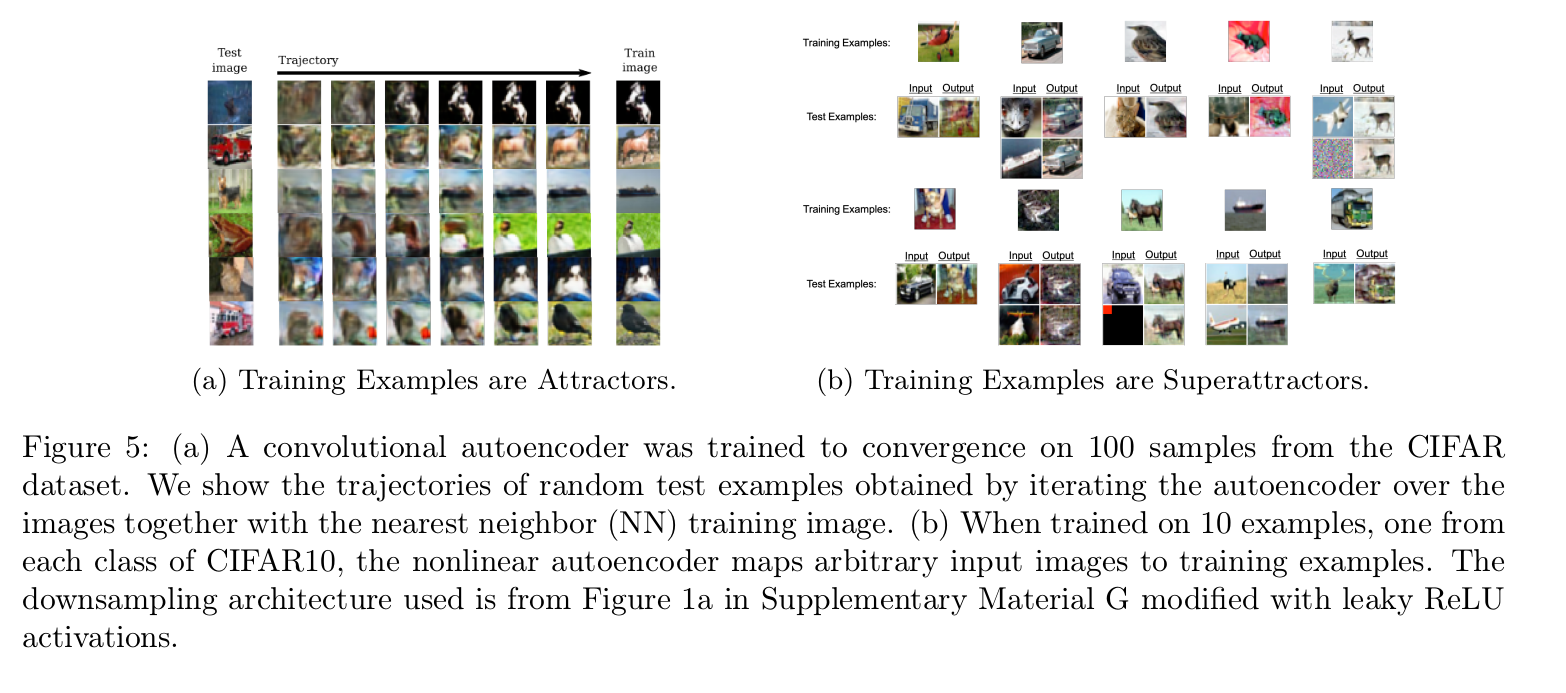 Test
image
Trajectory
Train
image
(a) Training Examples are Attractors.
Training Examples:
Input Output Input Output Input Output Input Output Input Output
Test Examples:
Training Examples:
Input Output Input Output Input Output Input Output Input Output
Test Examples:
(b) Training Examples are Superattractors.
Figure 5: (a) A convolutional autoencoder was trained to convergence on 100 samples from the CIFAR
dataset. We show the trajectories of random test examples obtained by iterating the autoencoder over the
images together with the nearest neighbor (NN) training image. (b) When trained on 10 examples, one from
each class of CIFAR10, the nonlinear autoencoder maps arbitrary input images to training examples. The
downsampling architecture used is from Figure 1a in Supplementary Material G modified with leaky ReLU
activations.